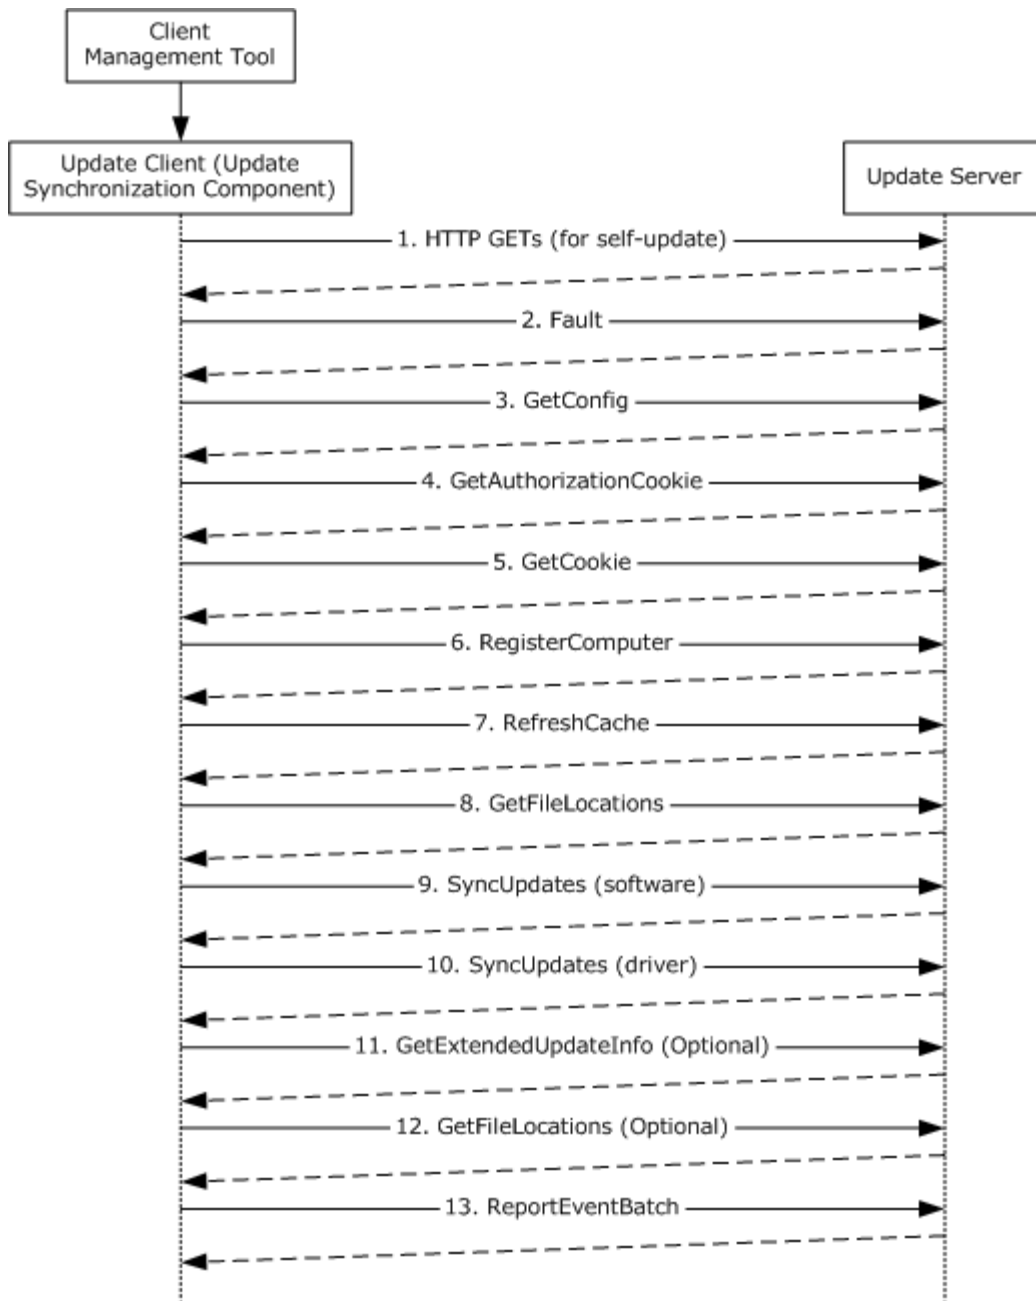 Client
Management Tool
Update Client (Update
Synchronization Component)
Update Server
1. HTTP GETs (for self-update)
2. Fault
3. GetConfig
4. GetAuthorizationCookie
5. GetCookie
6. RegisterComputer
7. RefreshCache
8. GetFileLocations
9. SyncUpdates (software)
10. SyncUpdates (driver)
11. GetExtendedUpdateInfo (Optional)
12. GetFileLocations (Optional)
13. ReportEventBatch